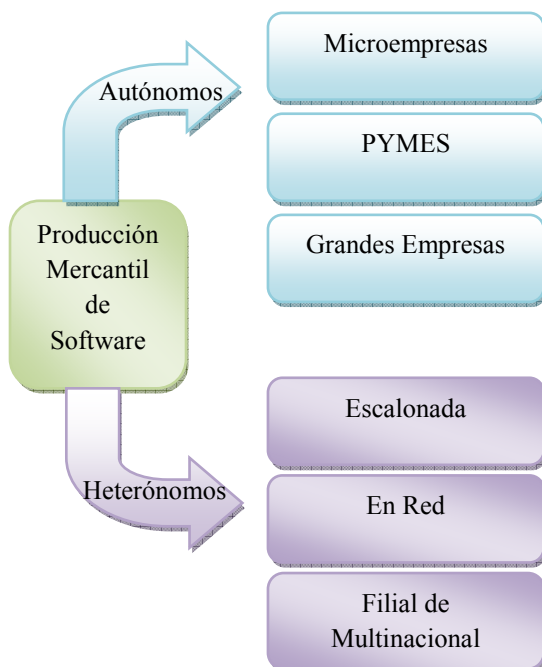 Microempresas
Autónomos
PYMES
Grandes Empresas
Producción
Mercantil
de
Software
Escalonada
Heterónomos
En Red
Filial de
Multinacional